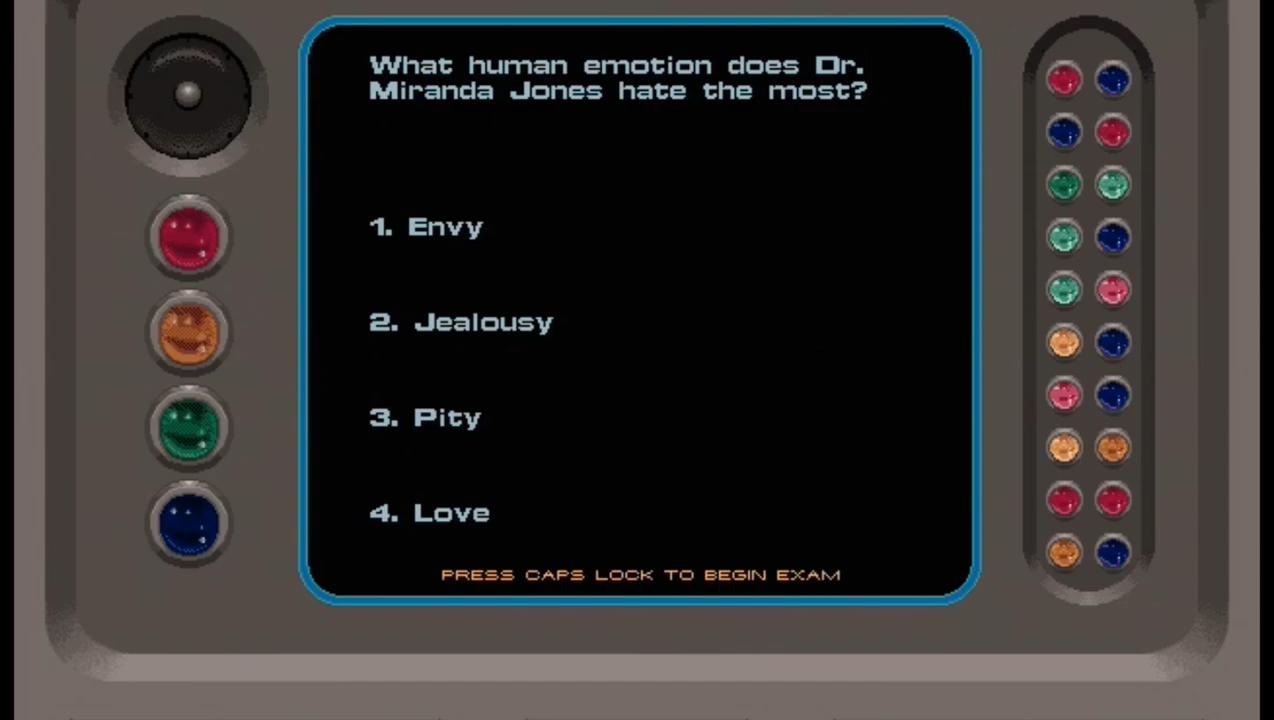 What human emotion does Dr.
Miranda Jones hate the most?
1. Envy
2. Jealousy
3. Pity
4. Love
PRESS CAPS LOCK TO BEGIN EXAM